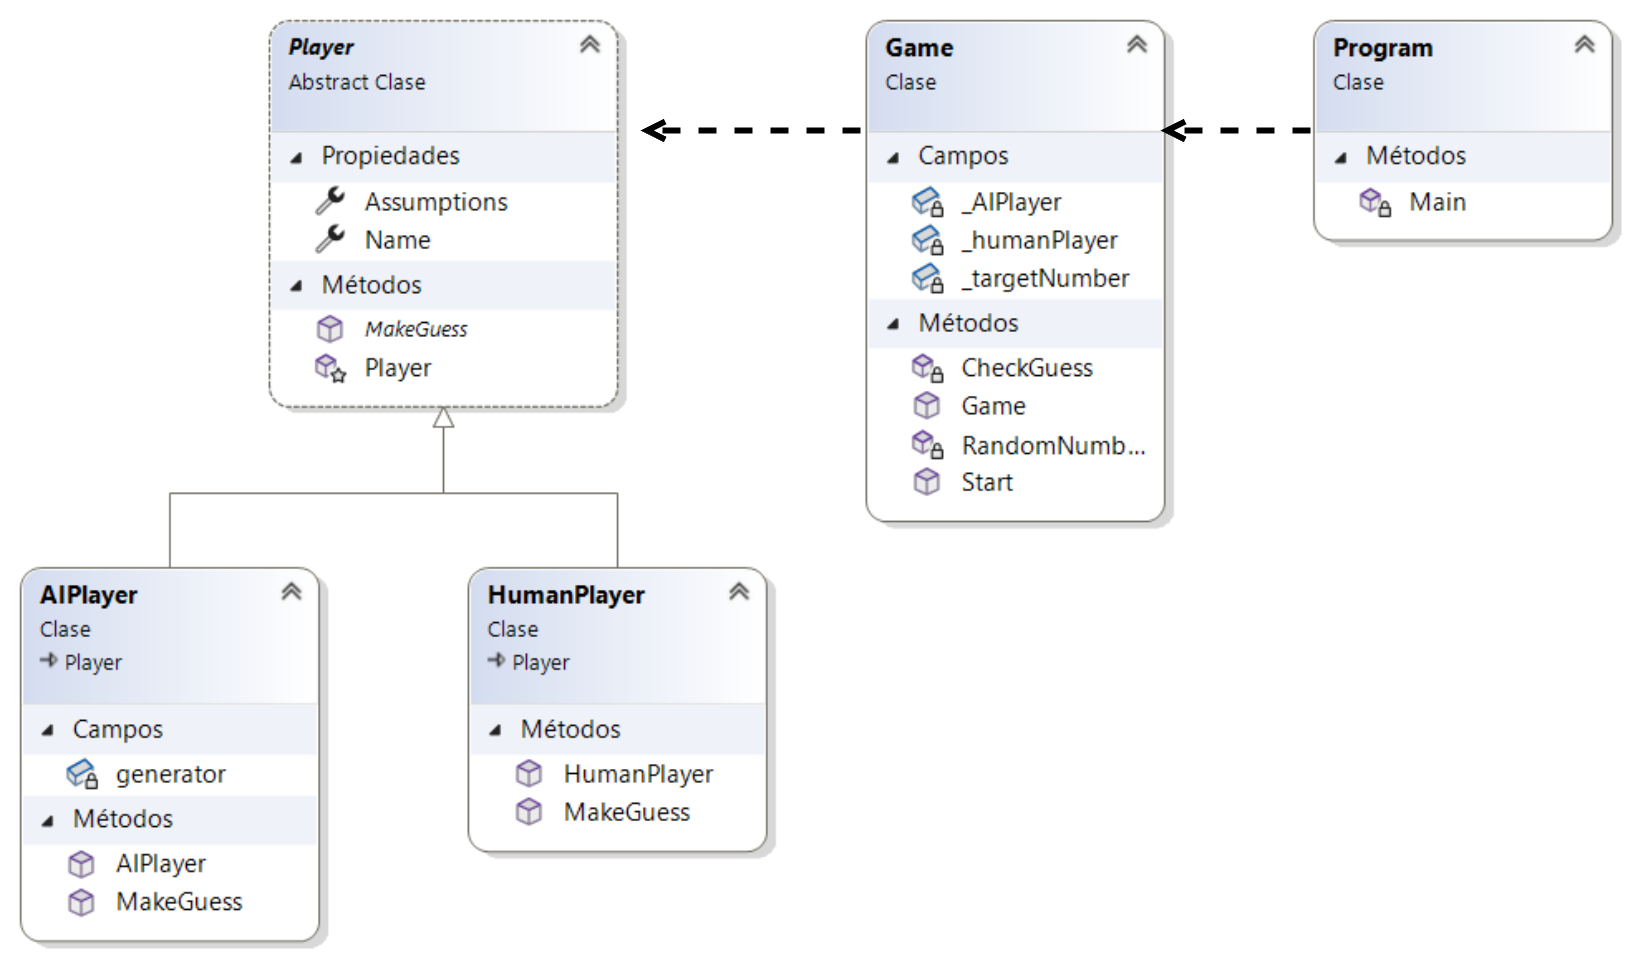 Player
Abstract Clase
Propiedades
Assumptions
Name
Métodos
MakeGuess
Player
Game
Clase
Campos
_AIPlayer
_humanPlayer
_targetNumber
Métodos
CheckGuess
Game
RandomNumb...
Start
Program
Clase
Métodos
Main
AIPlayer
Clase
Player
Campos
generator
Métodos
AIPlayer
MakeGuess
HumanPlayer
Clase
Player
Métodos
HumanPlayer
MakeGuess